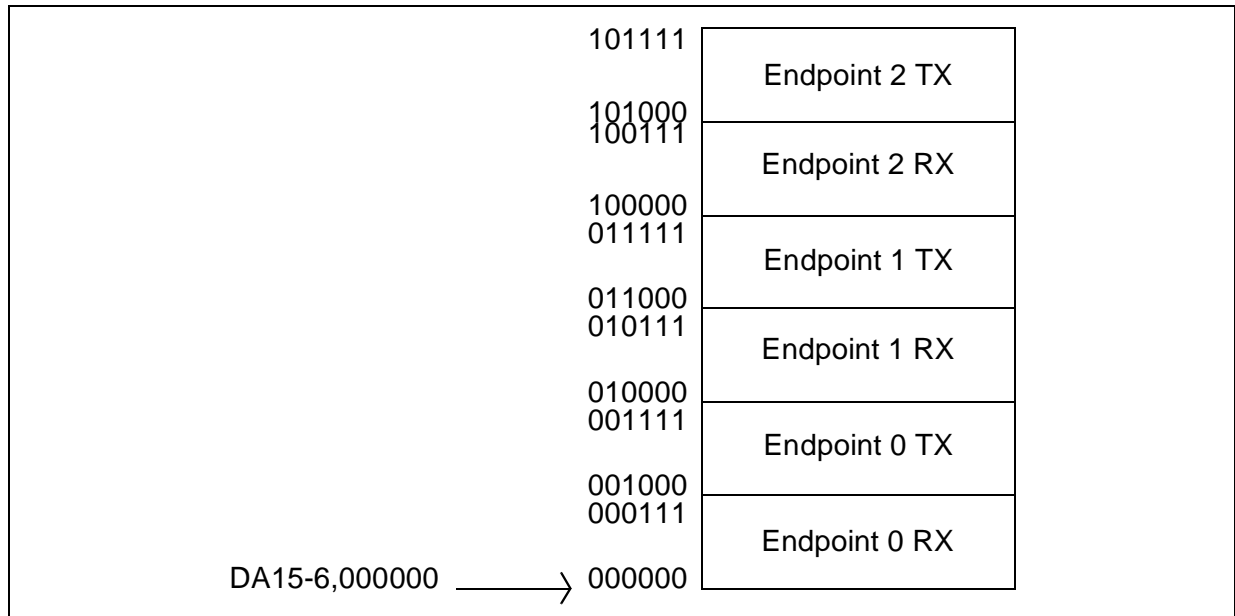 101111
Endpoint 2 TX
101000
100111
Endpoint 2 RX
100000
011111
Endpoint 1 TX
011000
010111
Endpoint 1 RX
010000
001111
Endpoint 0 TX
001000
000111
Endpoint 0 RX
DA15-6,000000 000000